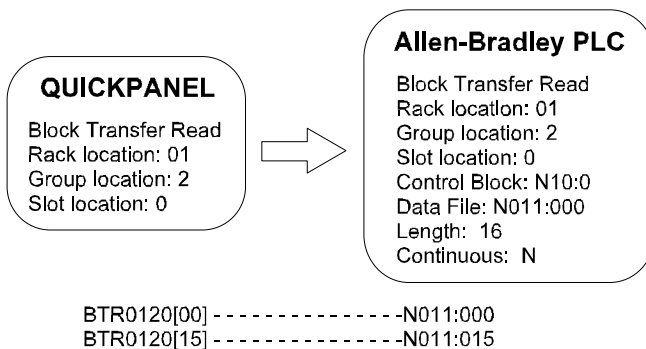 QUICKPANEL
Block Transfer Read
Rack location: 01
Group location: 2
Slot location: 0
Allen-Bradley PLC
Block Transfer Read
Rack location: 01
Group location: 2
Slot location: 0
Control Block: N10:0
Data File: N011:000
Length: 16
Continuous: N
BTR0120[00] - - - - - - - - - - - - - - - -N011:000
BTR0120[15] - - - - - - - - - - - - - - - -N011:015